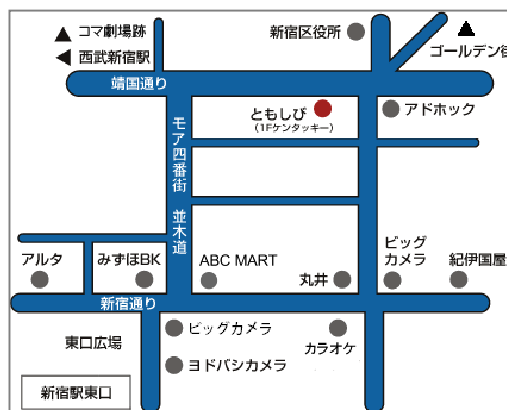 ▲ コマ劇場跡
◀ 西武新宿駅
新宿区役所
▲
ゴールデン街
靖国通り
ともしび
(1Fケンタッキー)
アドホック
モア四番街 並木道
アルタ
みずほBK
ABC MART
丸井
ビッグ
カメラ
紀伊国屋
新宿通り
東口広場
ビックカメラ
カラオケ
ヨドバシカメラ
新宿駅東口